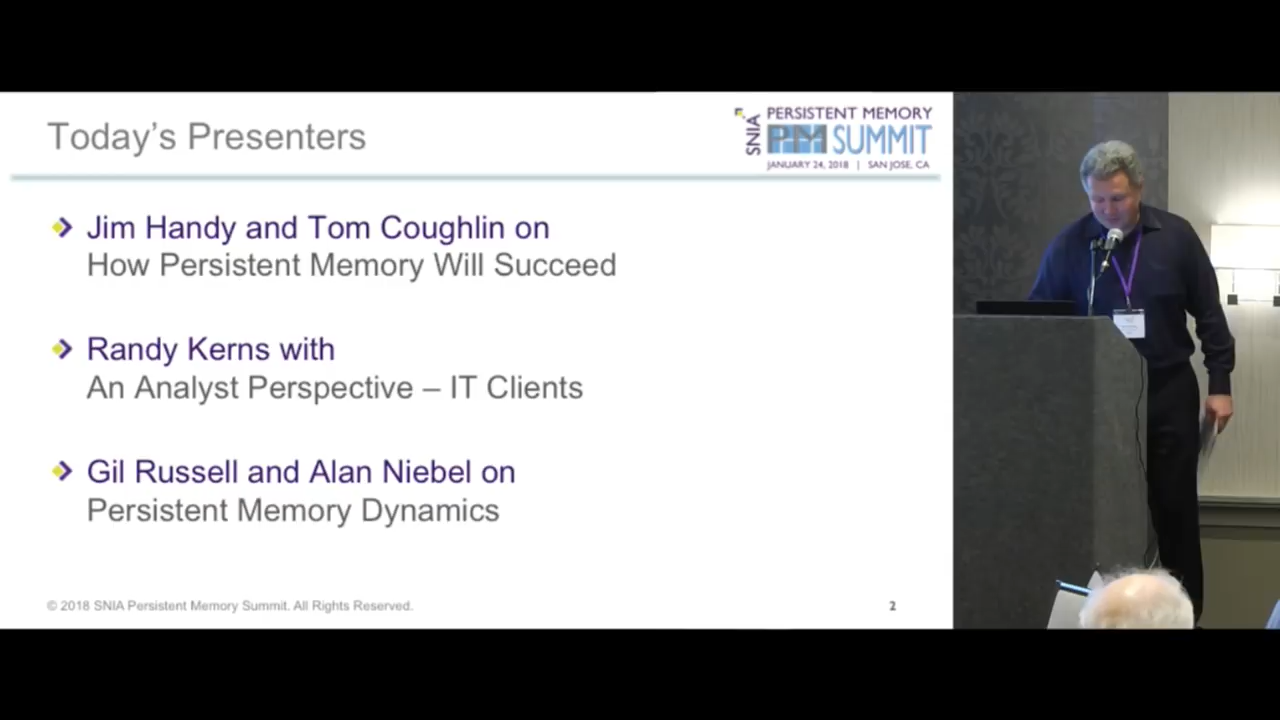 Today's Presenters
SNIA
PERSISTENT MEMORY
PM SUMMIT
JANUARY 24, 2018 | SAN JOSE, CA
Jim Handy and Tom Coughlin on
How Persistent Memory Will Succeed
Randy Kerns with
An Analyst Perspective – IT Clients
Gil Russell and Alan Niebel on
Persistent Memory Dynamics
© 2018 SNIA Persistent Memory Summit. All Rights Reserved.
2